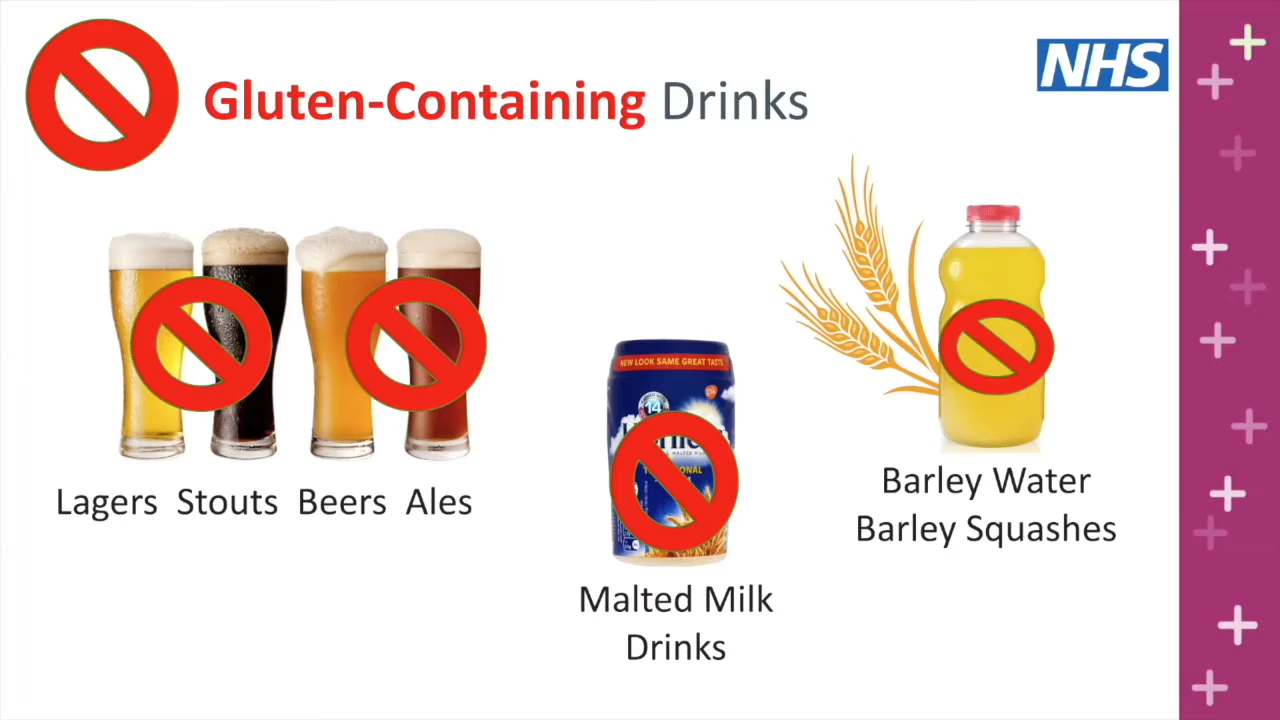 Gluten-Containing Drinks
NHS
Lagers Stouts Beers Ales
NEW LOOK SAME GREAT TASTE
14
Malted Milk
Drinks
Barley Water
Barley Squashes